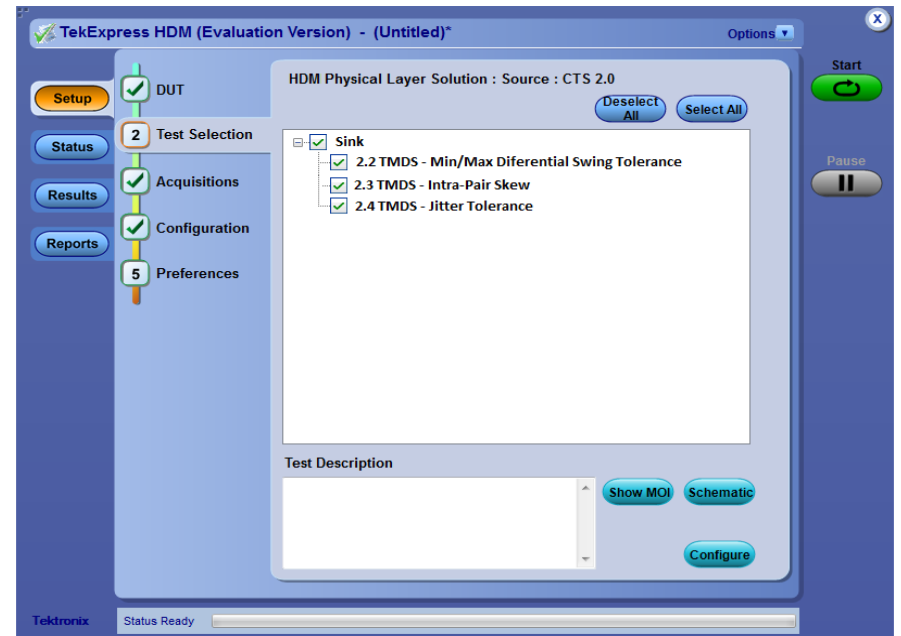 TekExpress HDM (Evaluation Version) - (Untitled)*
Options
Start
Pause
Setup
Status
Results
Reports
DUT
2 Test Selection
Acquisitions
Configuration
5 Preferences
HDM Physical Layer Solution : Source : CTS 2.0
Deselect
All
Select All
Sink
2.2 TMDS - Min/Max Diferential Swing Tolerance
2.3 TMDS - Intra-Pair Skew
2.4 TMDS - Jitter Tolerance
Test Description
Show MOI
Schematic
Configure
Tektronix
Status Ready